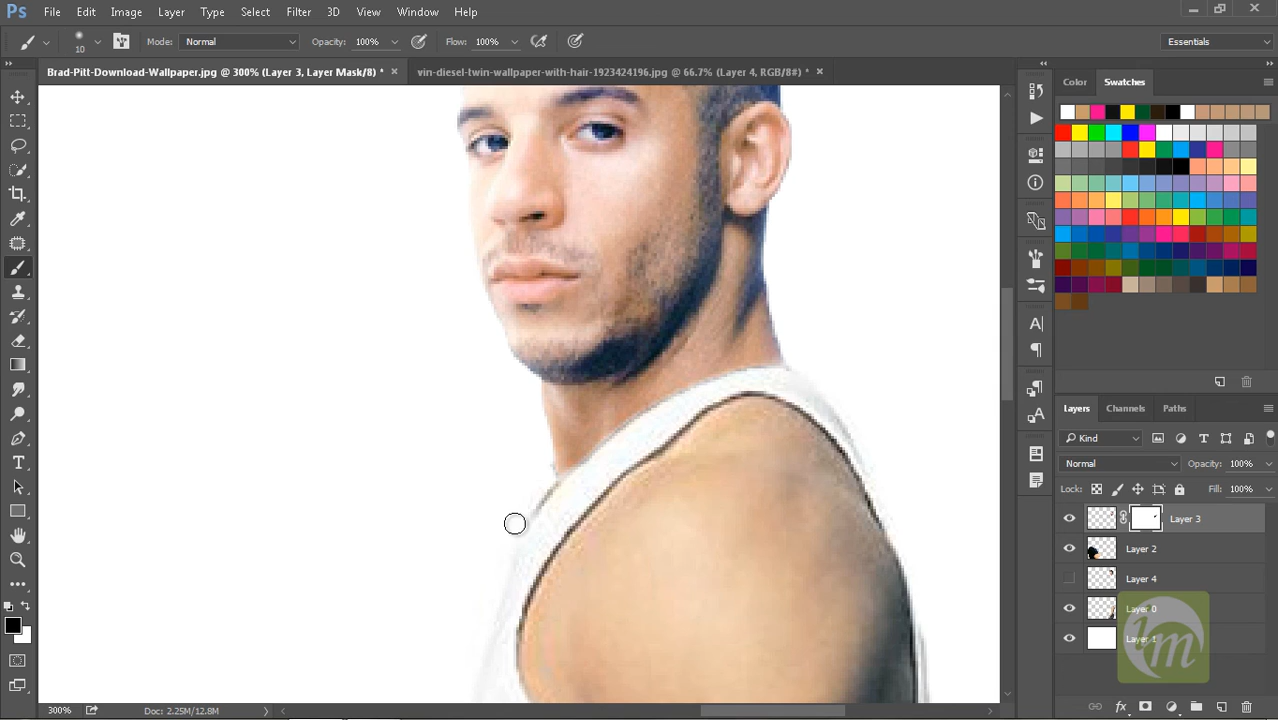 Ps File Edit Image Layer Type Select Filter 3D View Window Help
10 Mode: Normal Opacity: 100% Flow: 100% Essentials
Brad-Pitt-Download-Wallpaper.jpg @ 300% (Layer 3, Layer Mask/8) * × vin-diesel-twin-wallpaper-with-hair-1923424196.jpg @ 66.7% (Layer 4, RGB/8#) * ×
Color Swatches
Layers Channels Paths
Kind
Normal Opacity: 100%
Lock: Fill: 100%
Layer 3
Layer 2
Layer 4
Layer 0
Layer 1
m
300% Doc: 2.25M/12.8M
fx